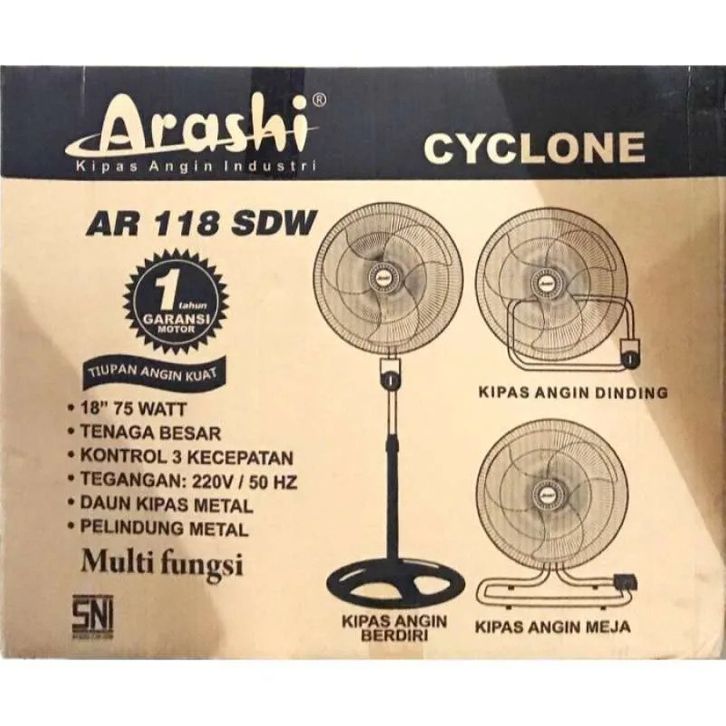 Arashi®
Kipas Angin Industri
CYCLONE
AR 118 SDW
1 tahun
GARANSI
MOTOR
TIUPAN ANGIN KUAT
• 18" 75 WATT
• TENAGA BESAR
• KONTROL 3 KECEPATAN
• TEGANGAN: 220V / 50 HZ
• DAUN KIPAS METAL
• PELINDUNG METAL
Multi fungsi
SNI
KIPAS ANGIN
BERDIRI
KIPAS ANGIN DINDING
KIPAS ANGIN MEJA